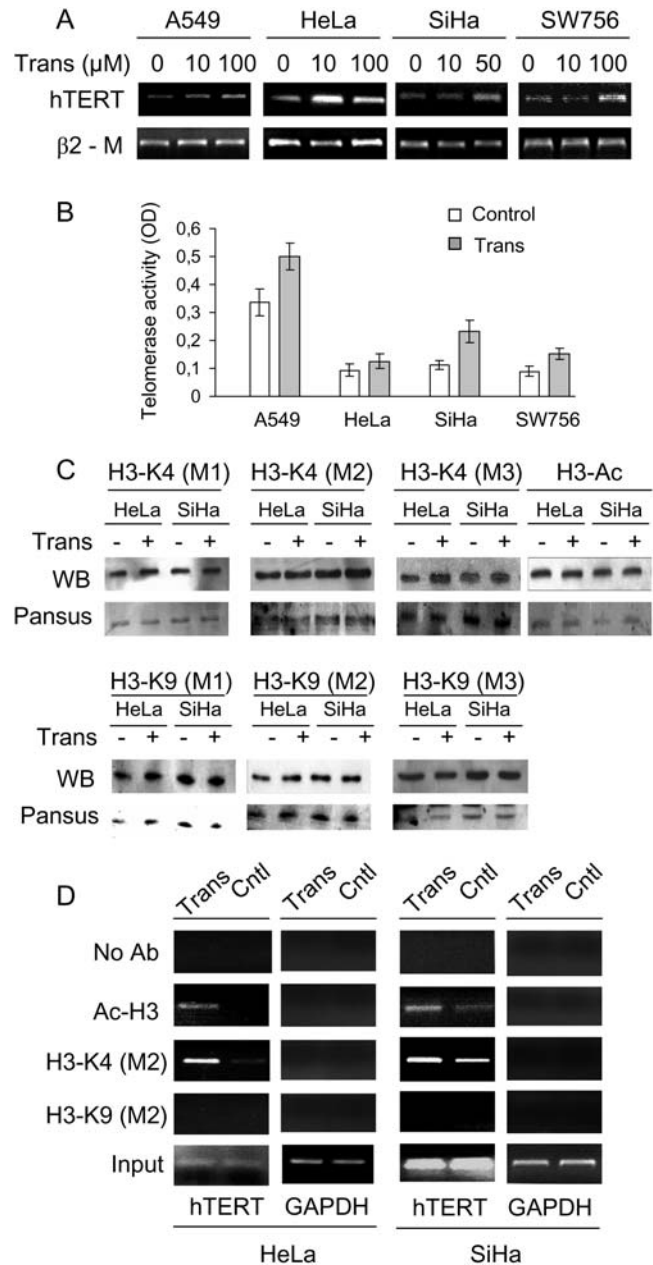 A
A549 HeLa SiHa SW756
Trans (μM) 0 10 100 0 10 100 0 10 50 0 10 100
hTERT
β2 - M
B
Telomerase activity (OD)
0,6
0,5
0,4
0,3
0,2
0,1
0
Control
Trans
A549 HeLa SiHa SW756
C
H3-K4 (M1) H3-K4 (M2) H3-K4 (M3) H3-Ac
HeLa SiHa HeLa SiHa HeLa SiHa HeLa SiHa
Trans - + - + - + - + - + - + - + - +
WB
Pansus
H3-K9 (M1) H3-K9 (M2) H3-K9 (M3)
HeLa SiHa HeLa SiHa HeLa SiHa
Trans - + - + - + - + - + - +
WB
Pansus
D
Trans Cntl Trans Cntl Trans Cntl Trans Cntl
No Ab
Ac-H3
H3-K4 (M2)
H3-K9 (M2)
Input
hTERT GAPDH hTERT GAPDH
HeLa SiHa